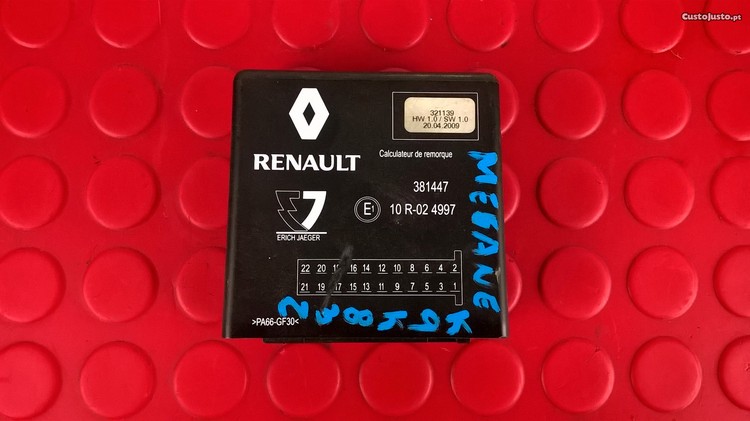 CustoJusto.pt
321139
HW 1.0 / SW 1.0
20.04.2009
RENAULT
Calculateur de remorque
381447
E1
10 R-02 4997
ERICH JAEGER
22 20 18 16 14 12 10 8 6 4 2
21 19 17 15 13 11 9 7 5 3 1
>PA66-GF30<
MEGANE